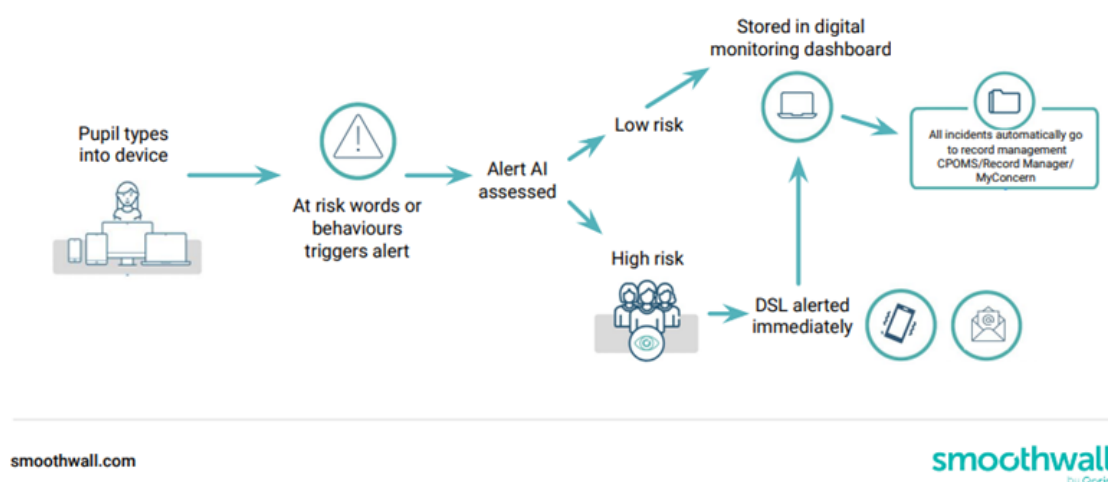 Pupil types
into device
At risk words or
behaviours
triggers alert
Alert AI
assessed
Low risk
High risk
Stored in digital
monitoring dashboard
DSL alerted
immediately
@
All incidents automatically go
to record management
CPOMS/Record Manager/
MyConcern
smoothwall.com
smoothwall
by